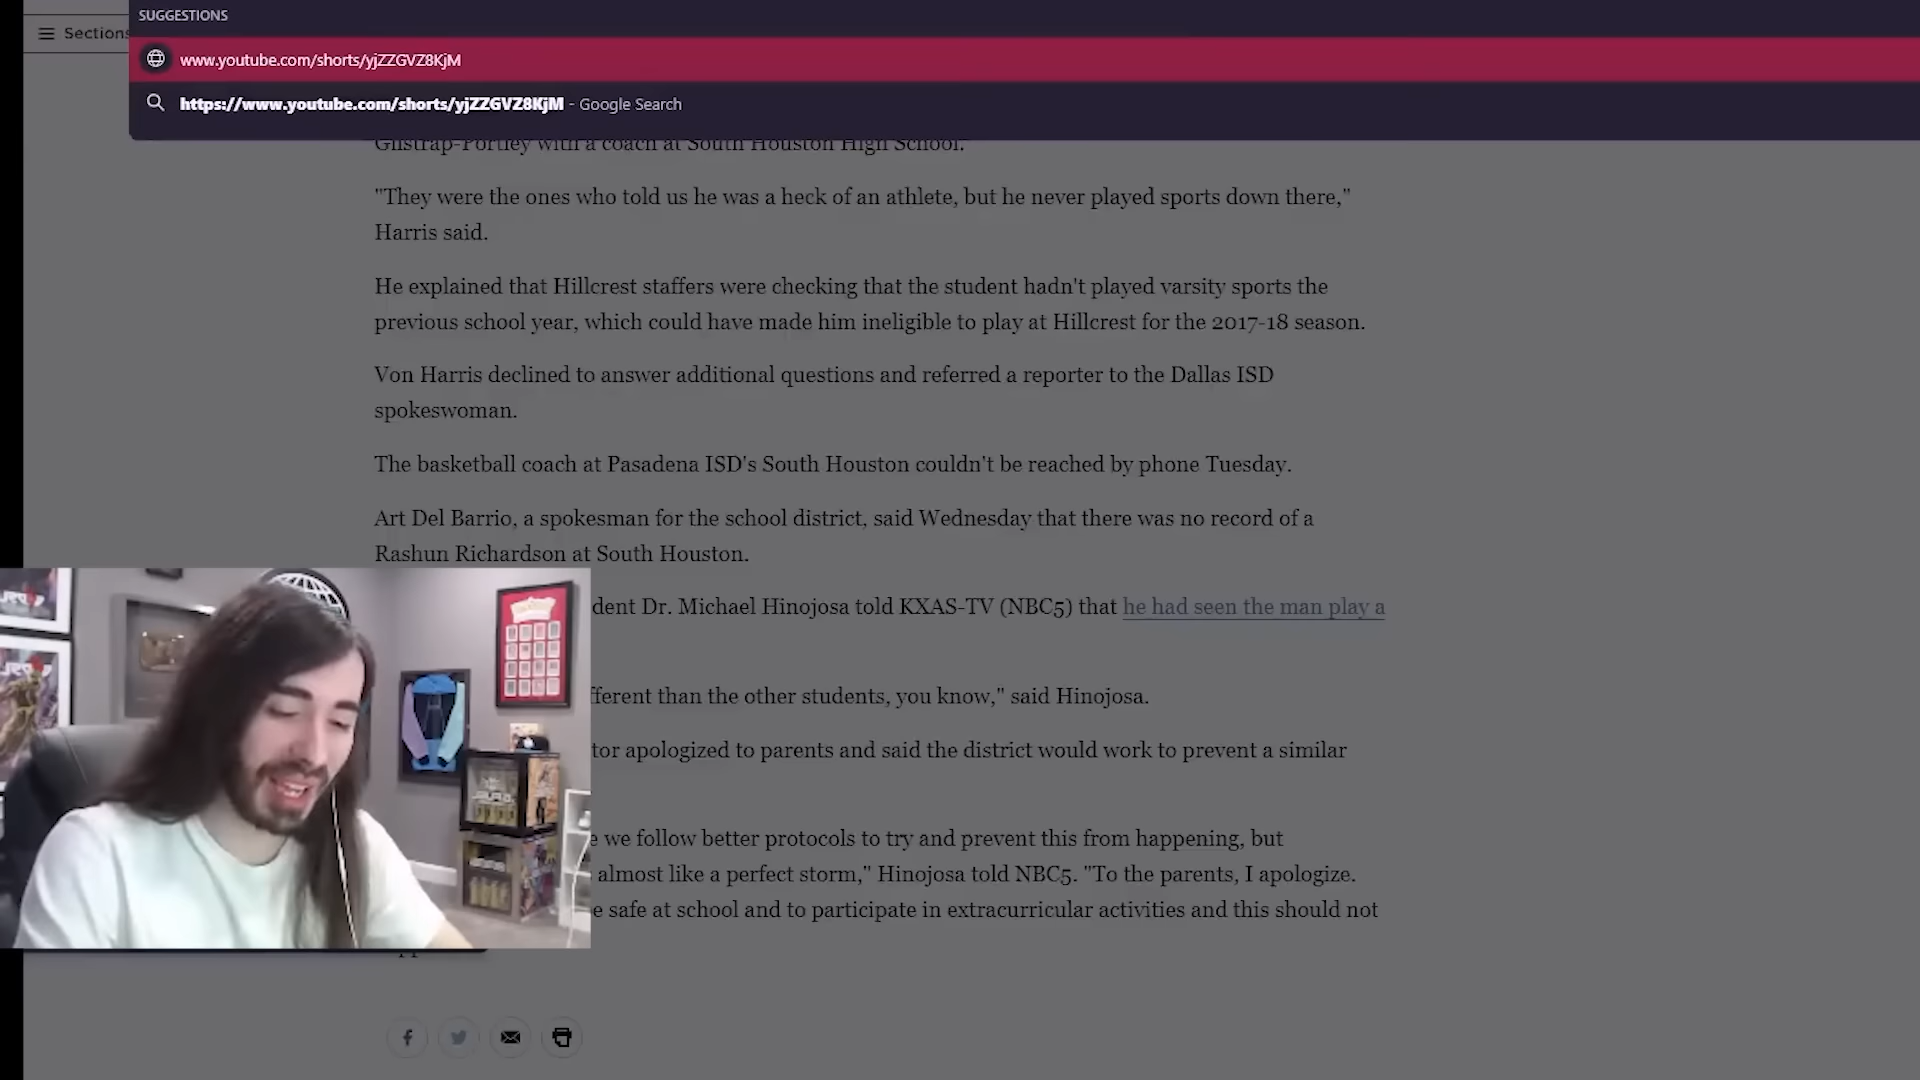 SUGGESTIONS
Sections
www.youtube.com/shorts/yjZZGVZ8KjM
https://www.youtube.com/shorts/yjZZGVZ8KjM - Google Search
Gilstrap-Portley with a coach at South Houston High School.
"They were the ones who told us he was a heck of an athlete, but he never played sports down there,"
Harris said.
He explained that Hillcrest staffers were checking that the student hadn't played varsity sports the
previous school year, which could have made him ineligible to play at Hillcrest for the 2017-18 season.
Von Harris declined to answer additional questions and referred a reporter to the Dallas ISD
spokeswoman.
The basketball coach at Pasadena ISD's South Houston couldn't be reached by phone Tuesday.
Art Del Barrio, a spokesman for the school district, said Wednesday that there was no record of a
Rashun Richardson at South Houston.
dent Dr. Michael Hinojosa told KXAS-TV (NBC5) that he had seen the man play a
fferent than the other students, you know," said Hinojosa.
tor apologized to parents and said the district would work to prevent a similar
e we follow better protocols to try and prevent this from happening, but
almost like a perfect storm," Hinojosa told NBC5. "To the parents, I apologize.
e safe at school and to participate in extracurricular activities and this should not